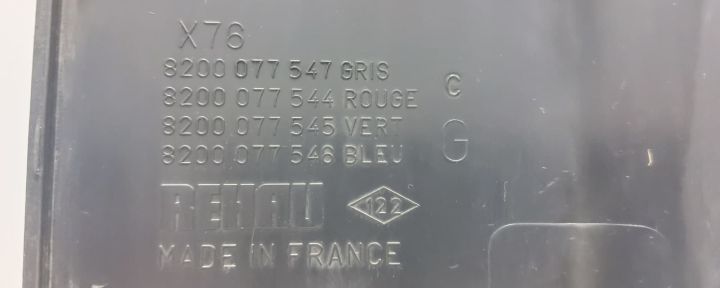 X76
8200 077 547 GRIS
8200 077 544 ROUGE C
8200 077 545 VERT G
8200 077 546 BLEU
REHAU 122
MADE IN FRANCE